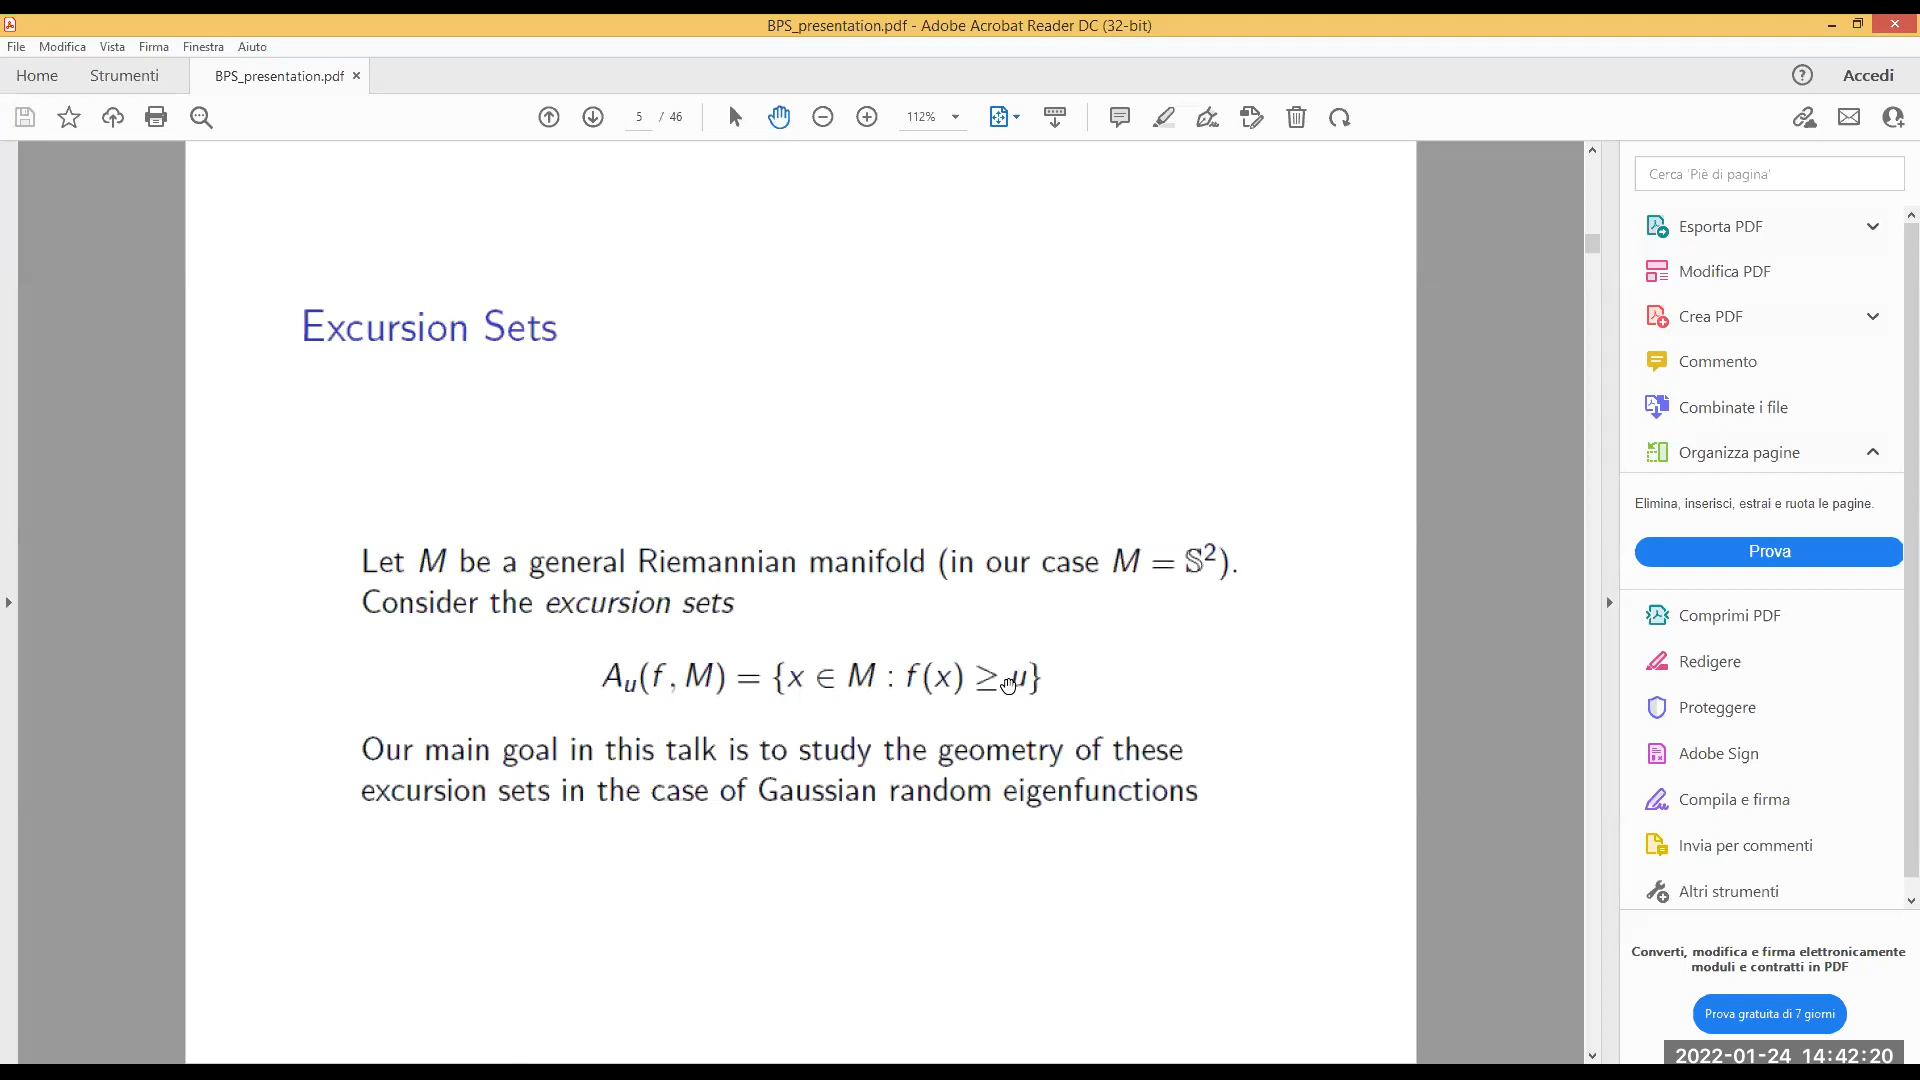 BPS_presentation.pdf - Adobe Acrobat Reader DC (32-bit)
File Modifica Vista Firma Finestra Aiuto
Home Strumenti BPS_presentation.pdf × Accedi
5 / 46 112%
Cerca 'Piè di pagina'
Esporta PDF
Modifica PDF
Crea PDF
Commento
Combinate i file
Organizza pagine
Elimina, inserisci, estrai e ruota le pagine.
Prova
Comprimi PDF
Redigere
Proteggere
Adobe Sign
Compila e firma
Invia per commenti
Altri strumenti
Converti, modifica e firma elettronicamente
moduli e contratti in PDF
Prova gratuita di 7 giorni
2022-01-24 14:42:20
Excursion Sets
Let M be a general Riemannian manifold (in our case M = 𝕊²).
Consider the excursion sets
Aᵤ(f, M) = {x ∈ M : f(x) ≥ u}
Our main goal in this talk is to study the geometry of these
excursion sets in the case of Gaussian random eigenfunctions